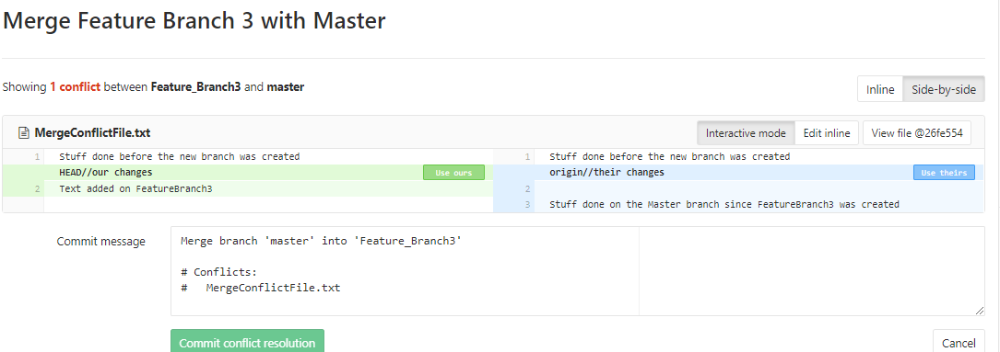 Merge Feature Branch 3 with Master
Showing 1 conflict between Feature_Branch3 and master
Inline Side-by-side
MergeConflictFile.txt
Interactive mode Edit inline View file @26fe554
1 Stuff done before the new branch was created
HEAD//our changes Use ours
2 Text added on FeatureBranch3
1 Stuff done before the new branch was created
origin//their changes Use theirs
2
3 Stuff done on the Master branch since FeatureBranch3 was created
Commit message
Merge branch 'master' into 'Feature_Branch3'
# Conflicts:
#   MergeConflictFile.txt
Commit conflict resolution
Cancel